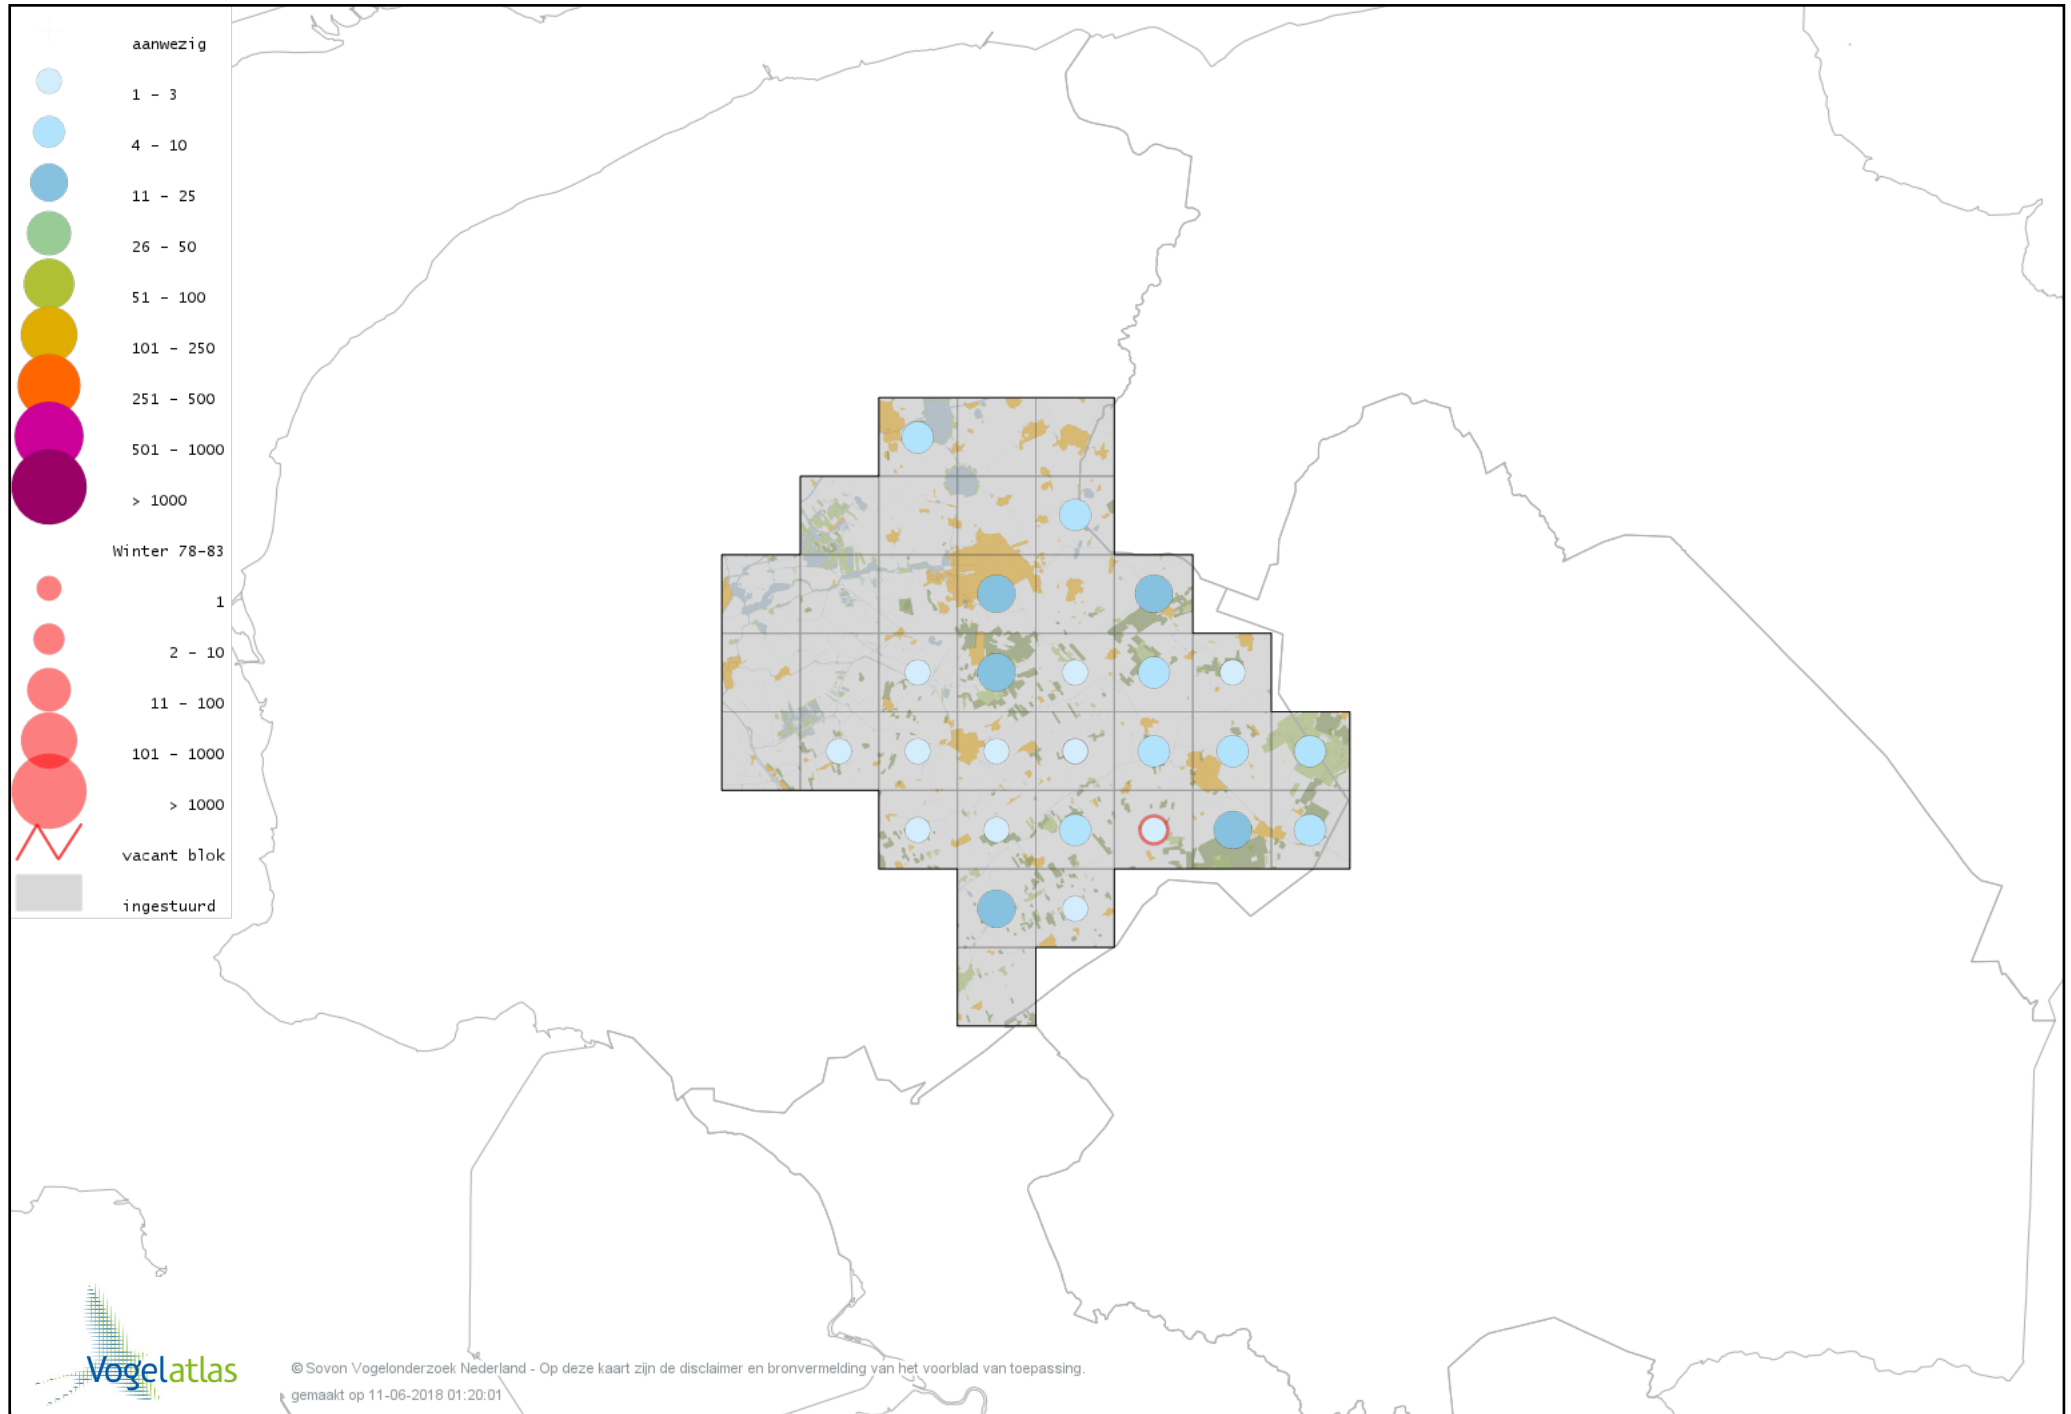 aanwezig
1 - 3
4 - 10
11 - 25
26 - 50
51 - 100
101 - 250
251 - 500
501 - 1000
> 1000
Winter 78-83
1
2 - 10
11 - 100
101 - 1000
> 1000
vacant blok
ingestuurd
Vogelatlas
© Sovon Vogelonderzoek Nederland - Op deze kaart zijn de disclaimer en bronvermelding van het voorblad van toepassing.
gemaakt op 11-06-2018 01:20:01